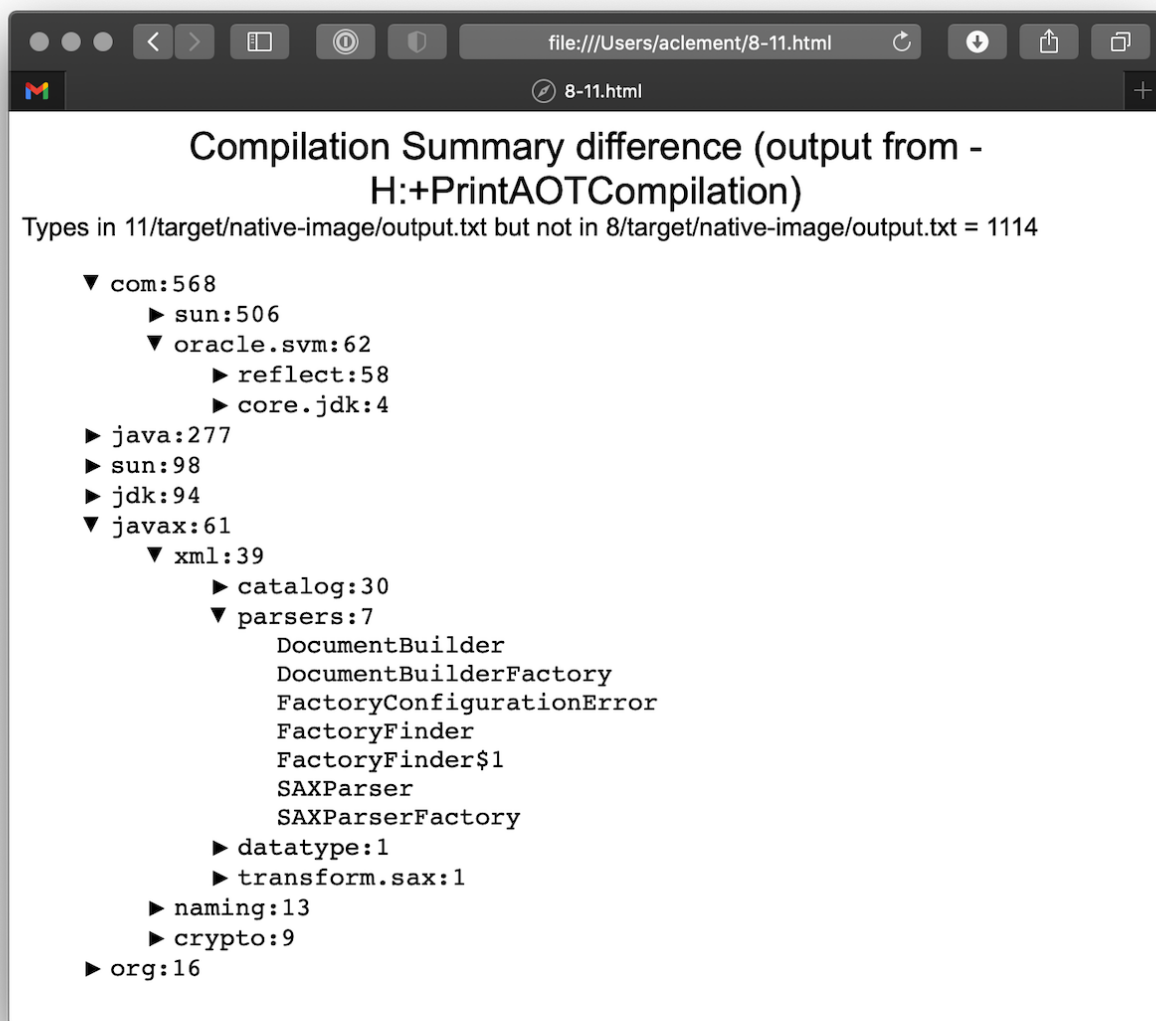 file:///Users/aclement/8-11.html
8-11.html
Compilation Summary difference (output from -
H:+PrintAOTCompilation)
Types in 11/target/native-image/output.txt but not in 8/target/native-image/output.txt = 1114
▼ com:568
▶ sun:506
▼ oracle.svm:62
▶ reflect:58
▶ core.jdk:4
▶ java:277
▶ sun:98
▶ jdk:94
▼ javax:61
▼ xml:39
▶ catalog:30
▼ parsers:7
DocumentBuilder
DocumentBuilderFactory
FactoryConfigurationError
FactoryFinder
FactoryFinder$1
SAXParser
SAXParserFactory
▶ datatype:1
▶ transform.sax:1
▶ naming:13
▶ crypto:9
▶ org:16